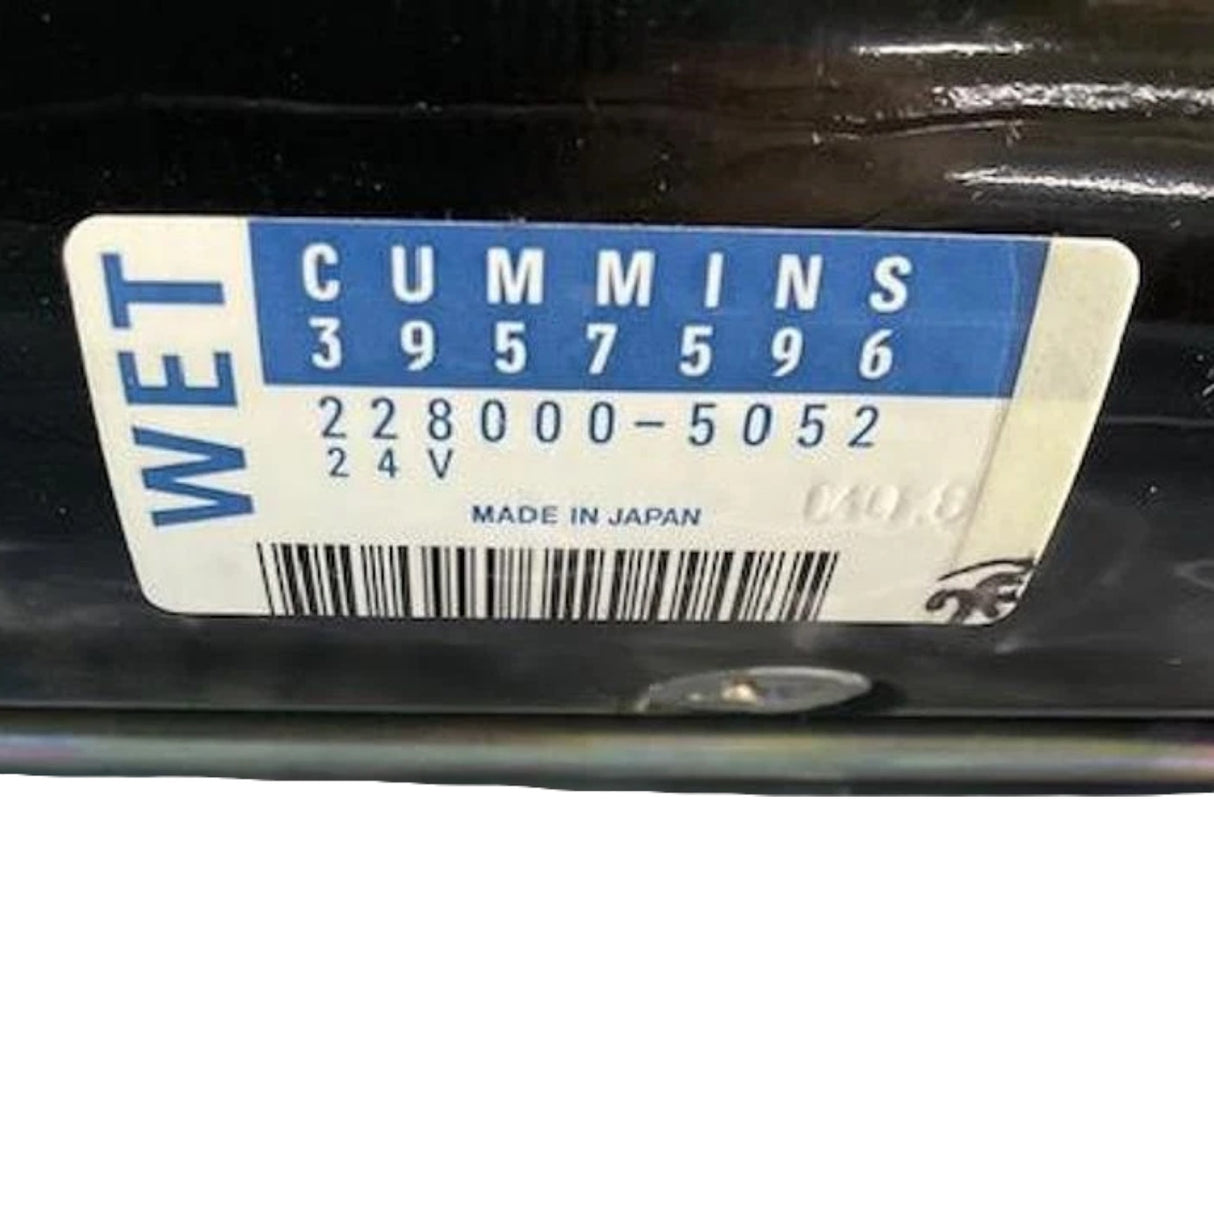 WET
CUMMINS
3957596
228000-5052
24V
MADE IN JAPAN